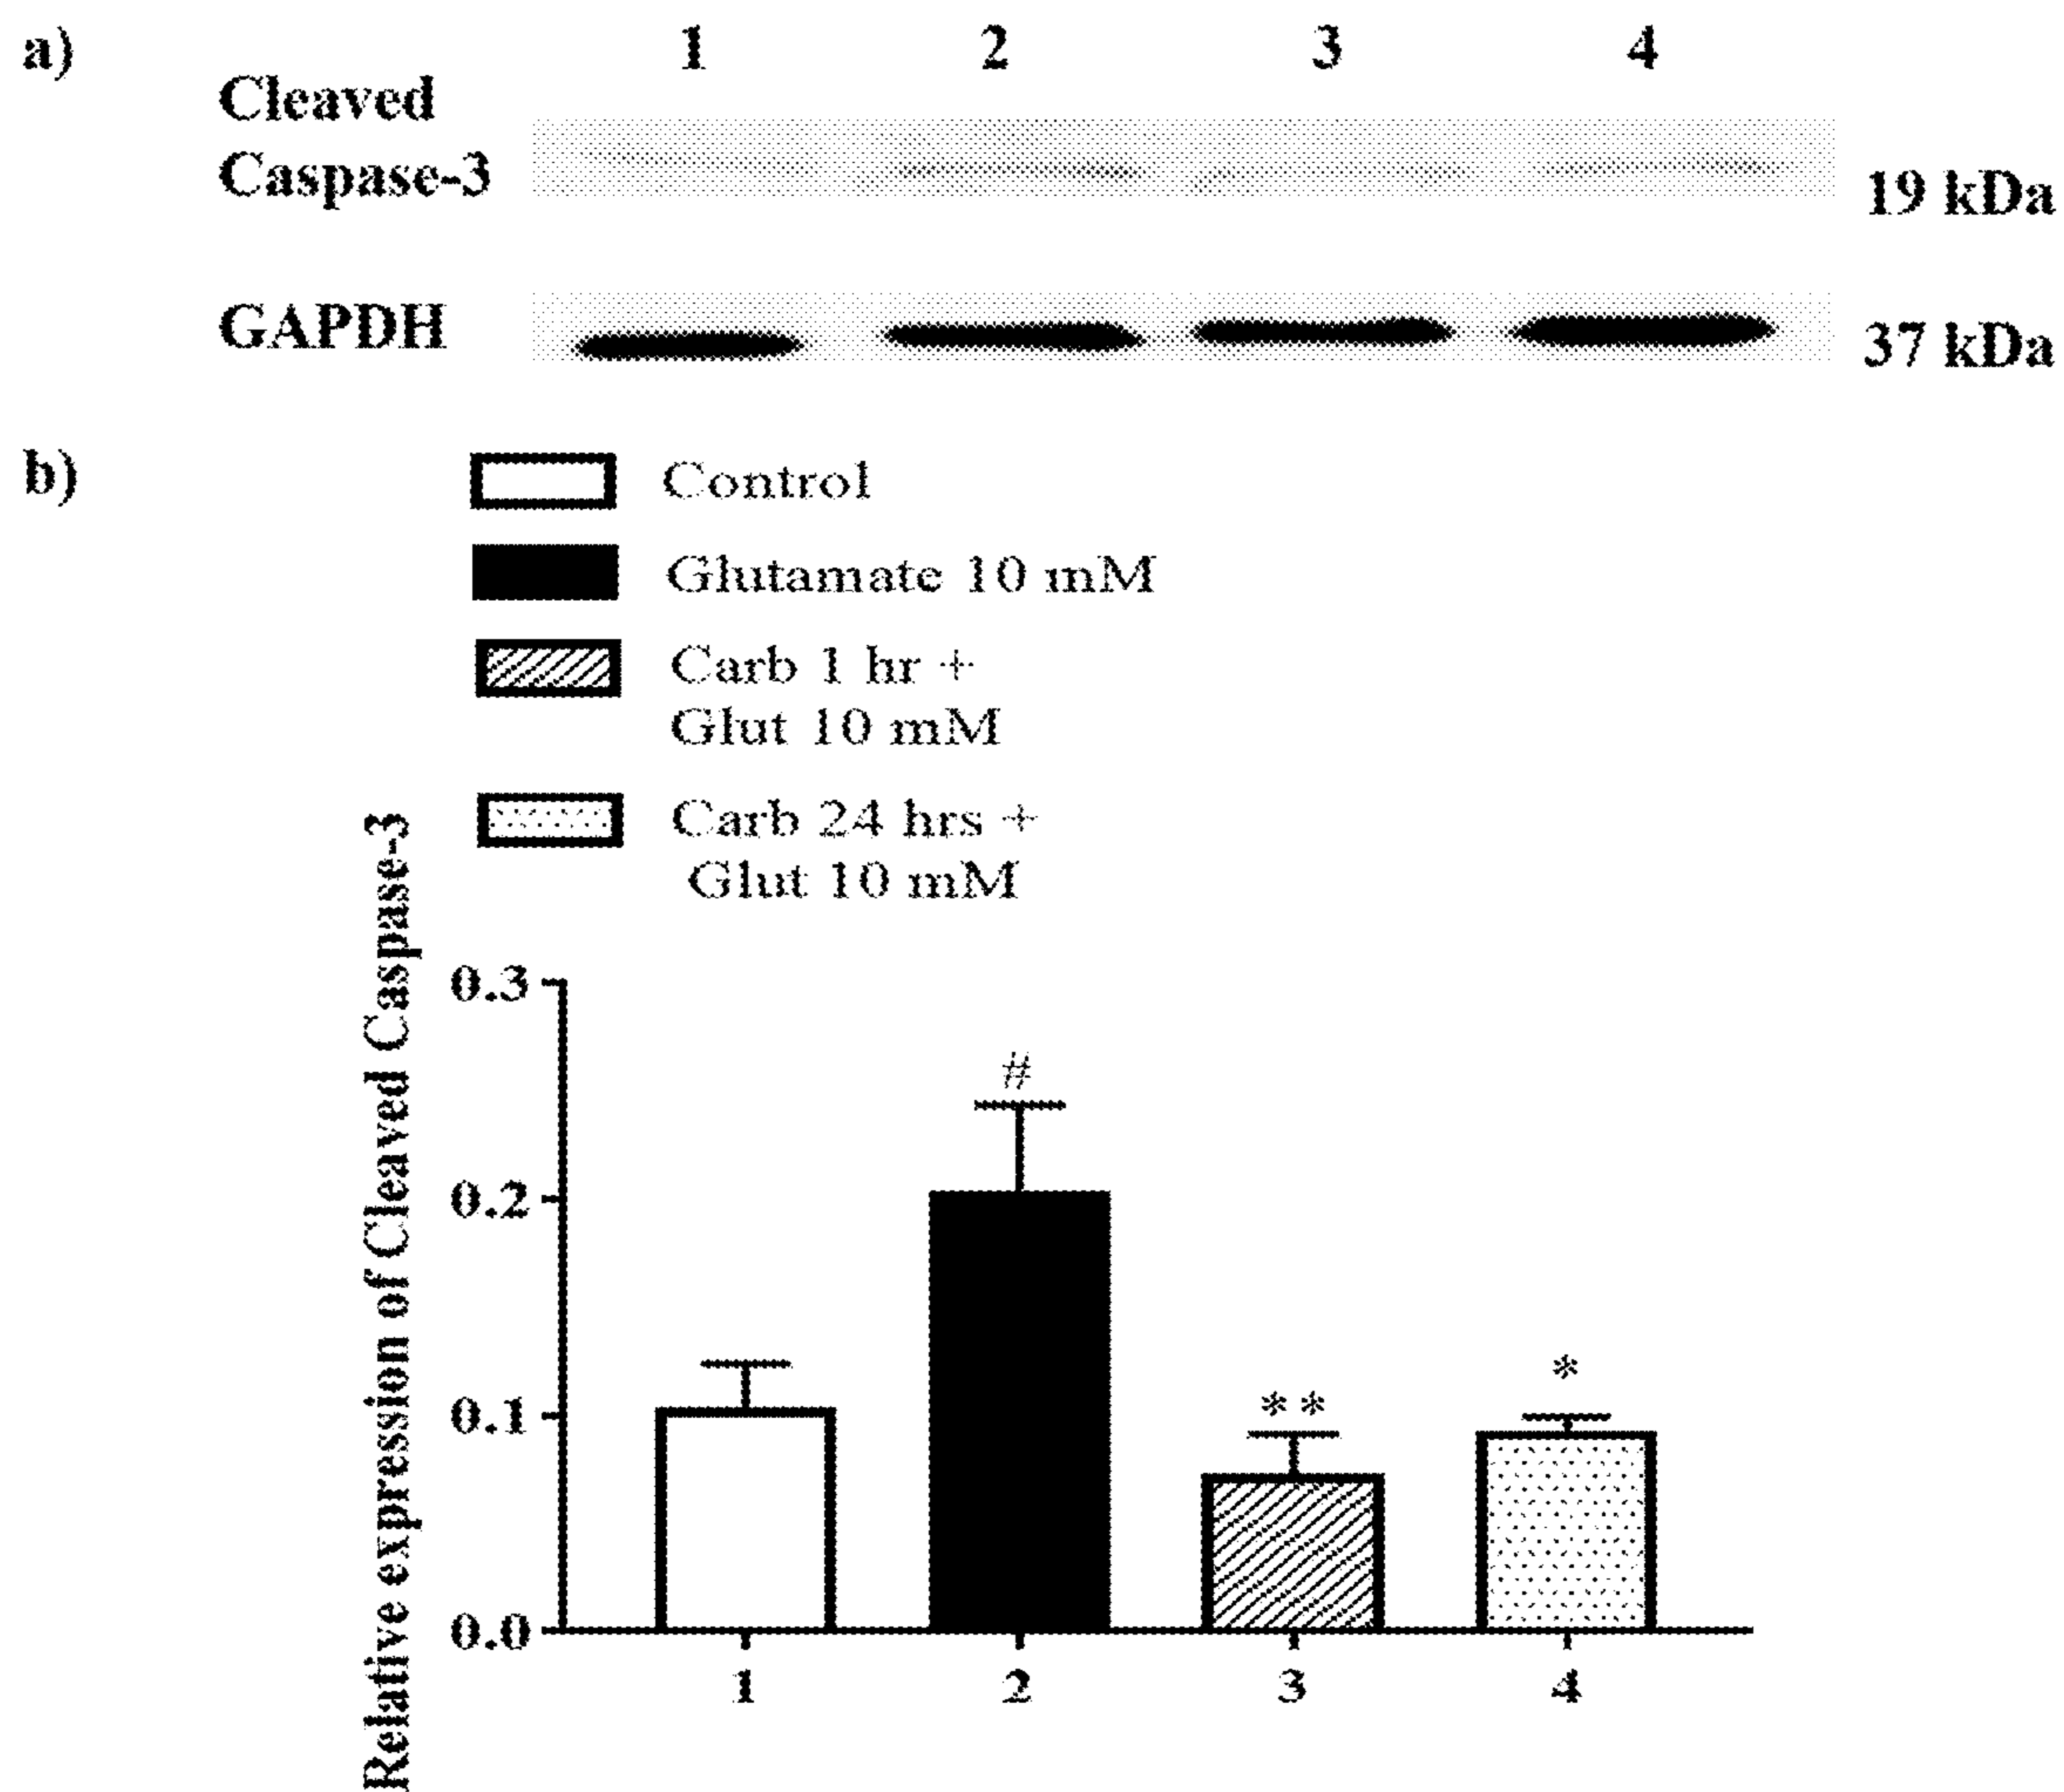 a)
1 2 3 4
Cleaved
Caspase-3
19 kDa
GAPDH
37 kDa
b)
Control
Glutamate 10 mM
Carb 1 hr +
Glut 10 mM
Carb 24 hrs +
Glut 10 mM
Relative expression of Cleaved Caspase-3
0.3
#
0.2
**
*
0.1
0.0
1 2 3 4